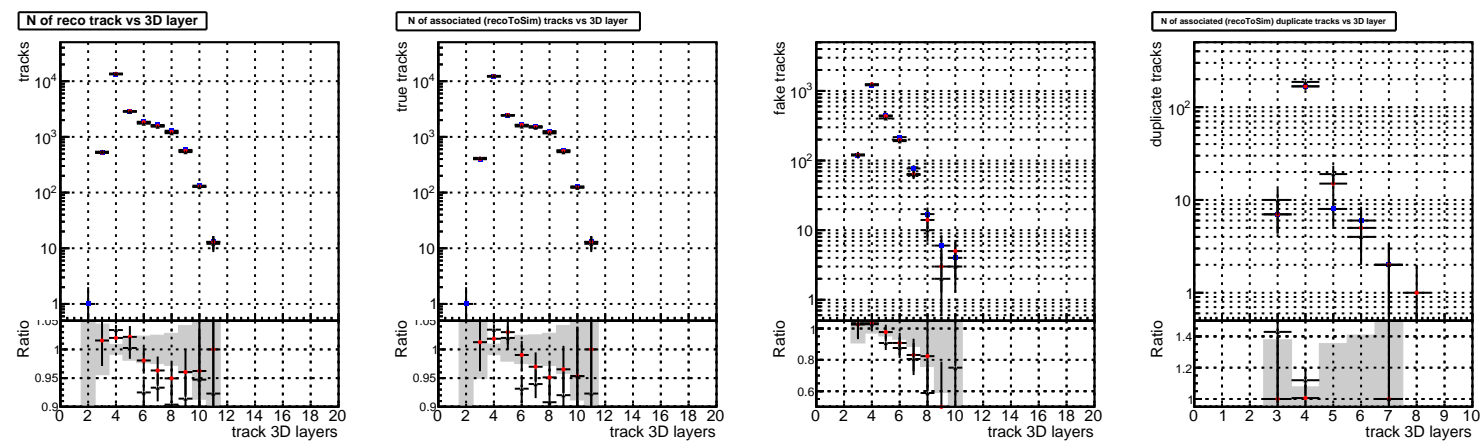 N of reco track vs 3D layer
tracks
10⁴
10³
10²
10
1
Ratio
1.05
1
0.95
0.9
0 2 4 6 8 10 12 14 16 18 20
track 3D layers
N of associated (recoToSim) tracks vs 3D layer
true tracks
10⁴
10³
10²
10
1
Ratio
1.05
1
0.95
0.9
0 2 4 6 8 10 12 14 16 18 20
track 3D layers
fake tracks
10³
10²
10
1
Ratio
1
0.8
0.6
0 2 4 6 8 10 12 14 16 18 20
track 3D layers
N of associated (recoToSim) duplicate tracks vs 3D layer
duplicate tracks
10²
10
1
Ratio
1.4
1.2
1
0 1 2 3 4 5 6 7 8 9 10
track 3D layers